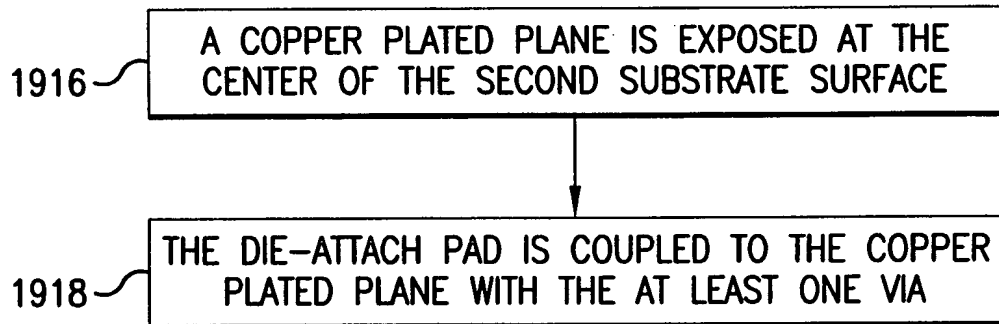 1916
A COPPER PLATED PLANE IS EXPOSED AT THE
CENTER OF THE SECOND SUBSTRATE SURFACE
1918
THE DIE-ATTACH PAD IS COUPLED TO THE COPPER
PLATED PLANE WITH THE AT LEAST ONE VIA